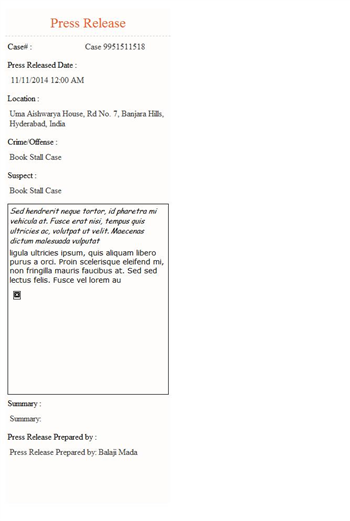 Press Release
Case# : Case 9951511518
Press Released Date :
11/11/2014 12:00 AM
Location :
Uma Aishwarya House, Rd No. 7, Banjara Hills,
Hyderabad, India
Crime/Offense :
Book Stall Case
Suspect :
Book Stall Case
Sed hendrerit neque tortor, id pharetra mi
vehicula at. Fusce erat nisi, tempus quis
ultricies ac, volutpat ut velit. Maecenas
dictum malesuada vulputat
ligula ultricies ipsum, quis aliquam libero
purus a orci. Proin scelerisque eleifend mi,
non fringilla mauris faucibus at. Sed sed
lectus felis. Fusce vel lorem au
Summary :
Summary:
Press Release Prepared by :
Press Release Prepared by: Balaji Mada